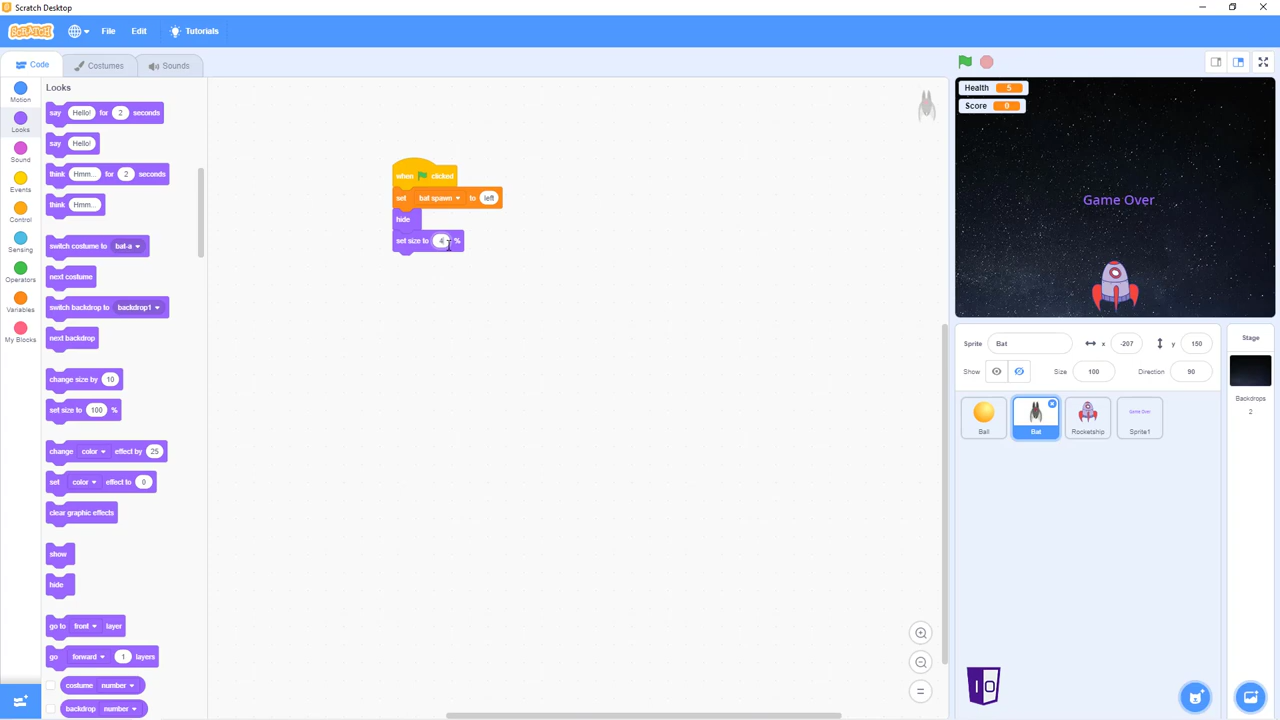 Scratch Desktop
SCRATCH File Edit Tutorials
Code Costumes Sounds
Motion
Looks
Sound
Events
Control
Sensing
Operators
Variables
My Blocks
Looks
say Hello! for 2 seconds
say Hello!
think Hmm... for 2 seconds
think Hmm...
switch costume to bat-a
next costume
switch backdrop to backdrop1
next backdrop
change size by 10
set size to 100 %
change color effect by 25
set color effect to 0
clear graphic effects
show
hide
go to front layer
go forward 1 layers
costume number
backdrop number
when clicked
set bat spawn to left
hide
set size to 4 %
Health 5
Score 0
Game Over
Sprite Bat x -207 y 150
Show Size 100 Direction 90
Ball
Bat
Rocketship
Game Over
Sprite1
Stage
Backdrops
2